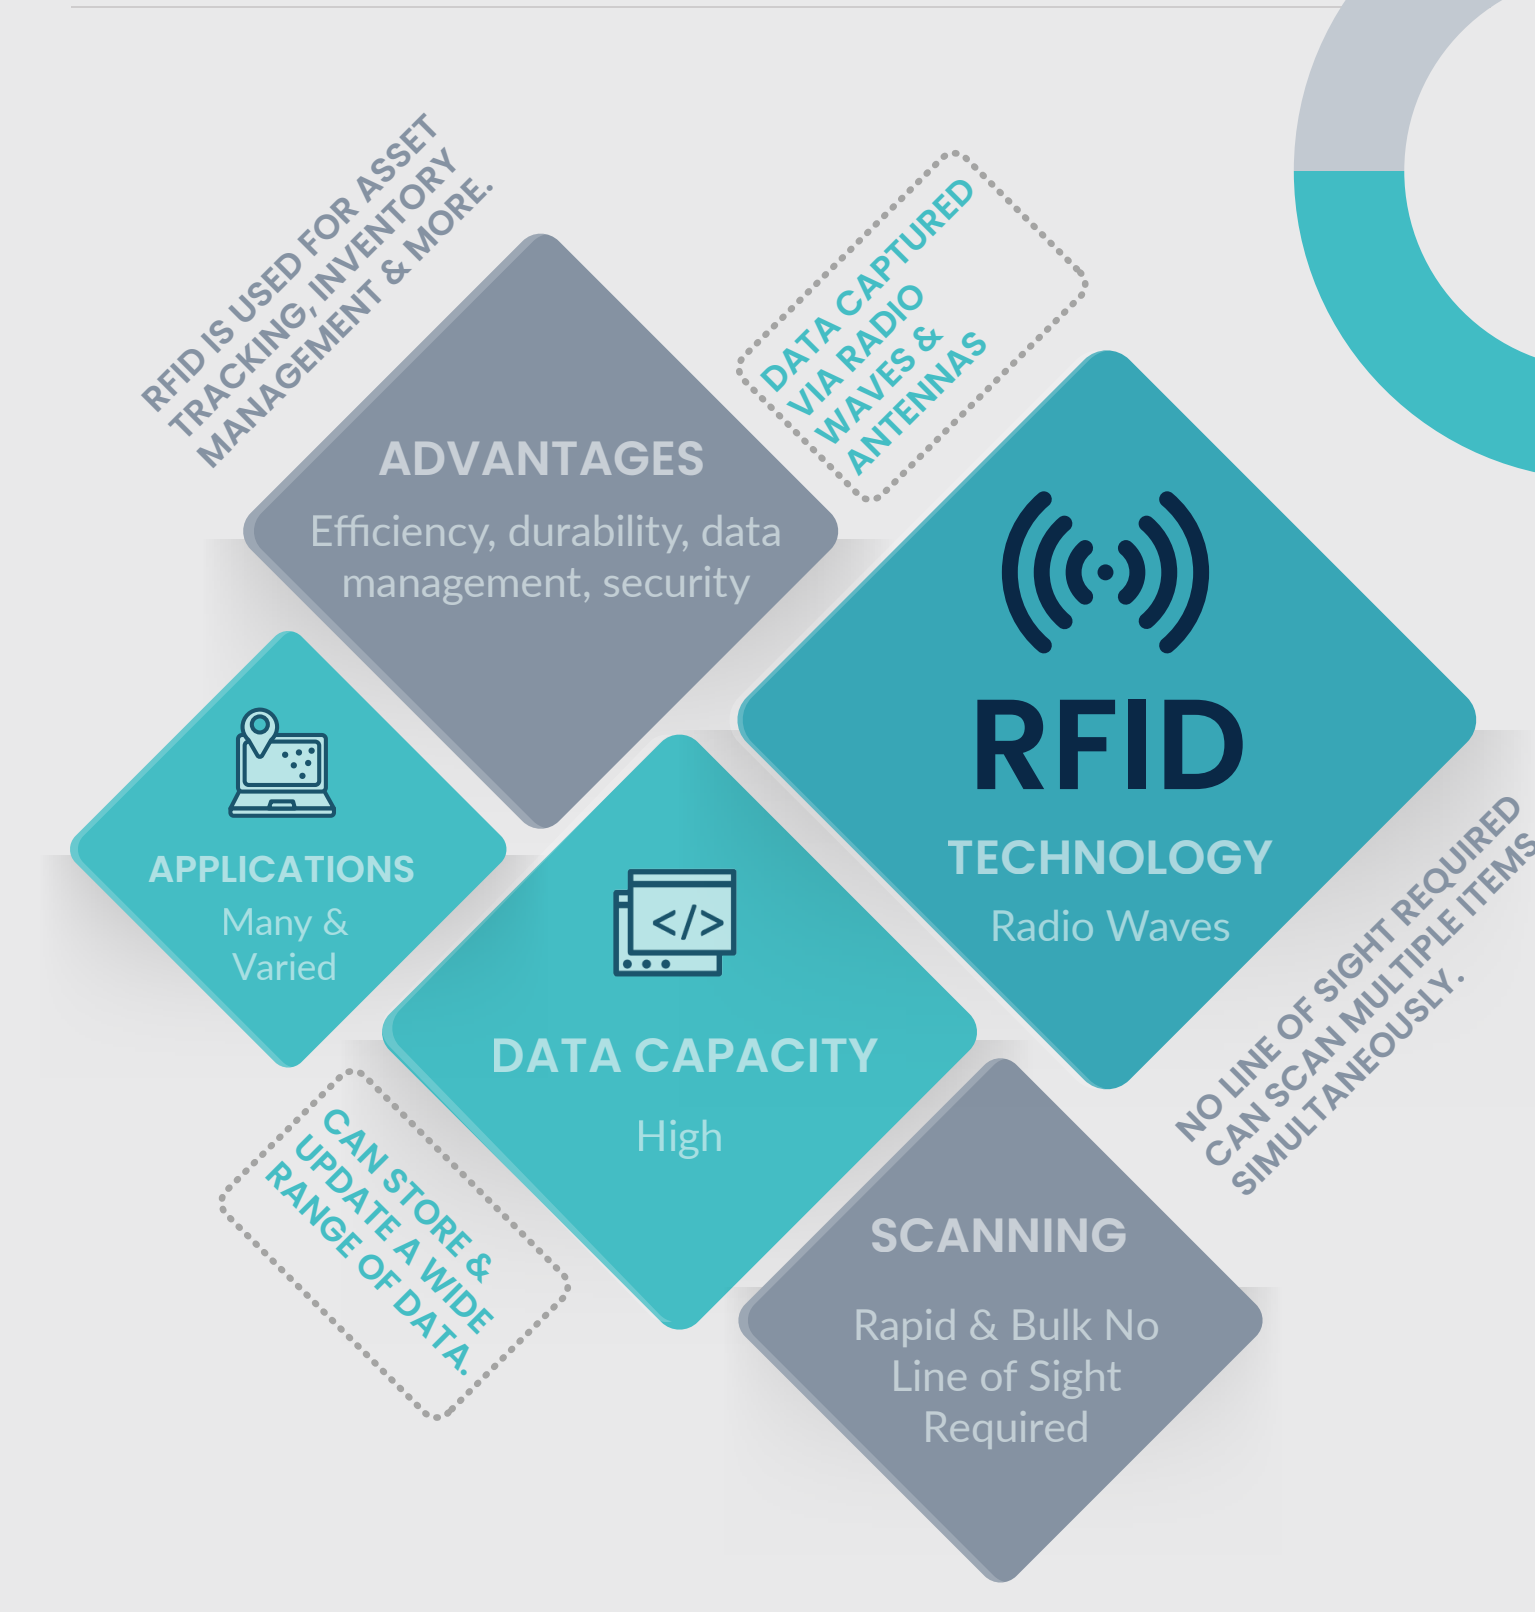 RFID IS USED FOR ASSET
TRACKING, INVENTORY
MANAGEMENT & MORE.
DATA CAPTURED
VIA RADIO
WAVES &
ANTENNAS
ADVANTAGES
Efficiency, durability, data
management, security
RFID
TECHNOLOGY
Radio Waves
APPLICATIONS
Many &
Varied
</>
DATA CAPACITY
High
NO LINE OF SIGHT REQUIRED
CAN SCAN MULTIPLE ITEMS
SIMULTANEOUSLY.
CAN STORE &
UPDATE A WIDE
RANGE OF DATA.
SCANNING
Rapid & Bulk No
Line of Sight
Required